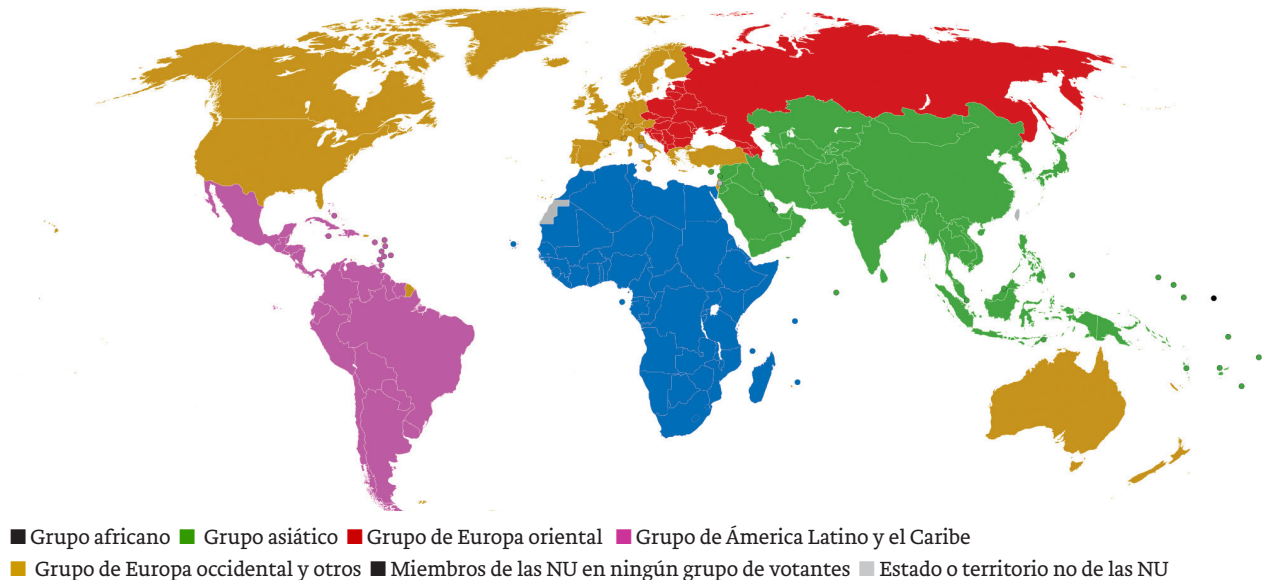 Grupo africano Grupo asiático Grupo de Europa oriental Grupo de Ámerica Latino y el Caribe
Grupo de Europa occidental y otros Miembros de las NU en ningún grupo de votantes Estado o territorio no de las NU